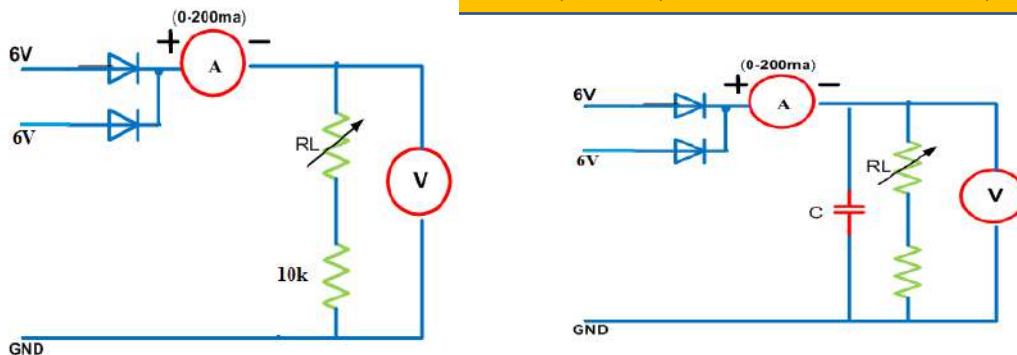 (0-200ma)
6V
+
−
A
6V
RL
V
10k
GND
(0-200ma)
6V
+
−
A
6V
RL
C
V
GND